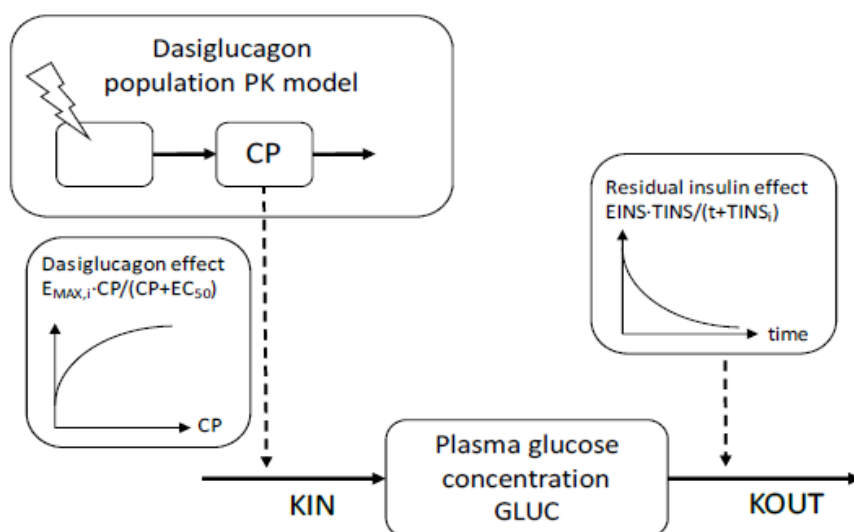 Dasiglucagon
population PK model
CP
Residual insulin effect
EINS·TINS/(t+TINSᵢ)
time
Dasiglucagon effect
E_MAX,i·CP/(CP+EC₅₀)
CP
Plasma glucose
concentration
GLUC
KIN
KOUT